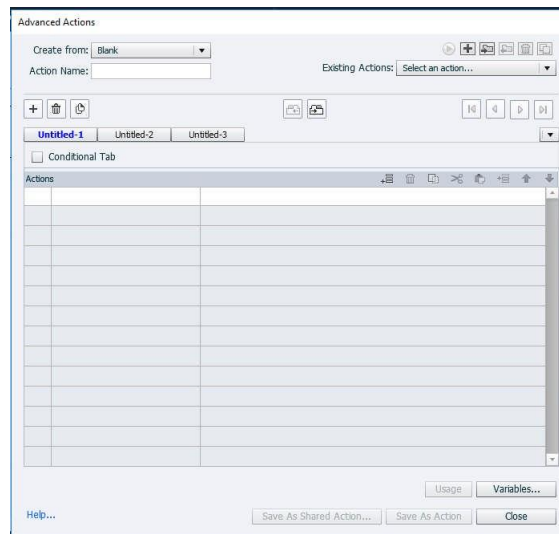 Advanced Actions
Create from: Blank
Action Name:
Existing Actions: Select an action...
Untitled-1 Untitled-2 Untitled-3
Conditional Tab
Actions
Usage Variables...
Help... Save As Shared Action... Save As Action Close